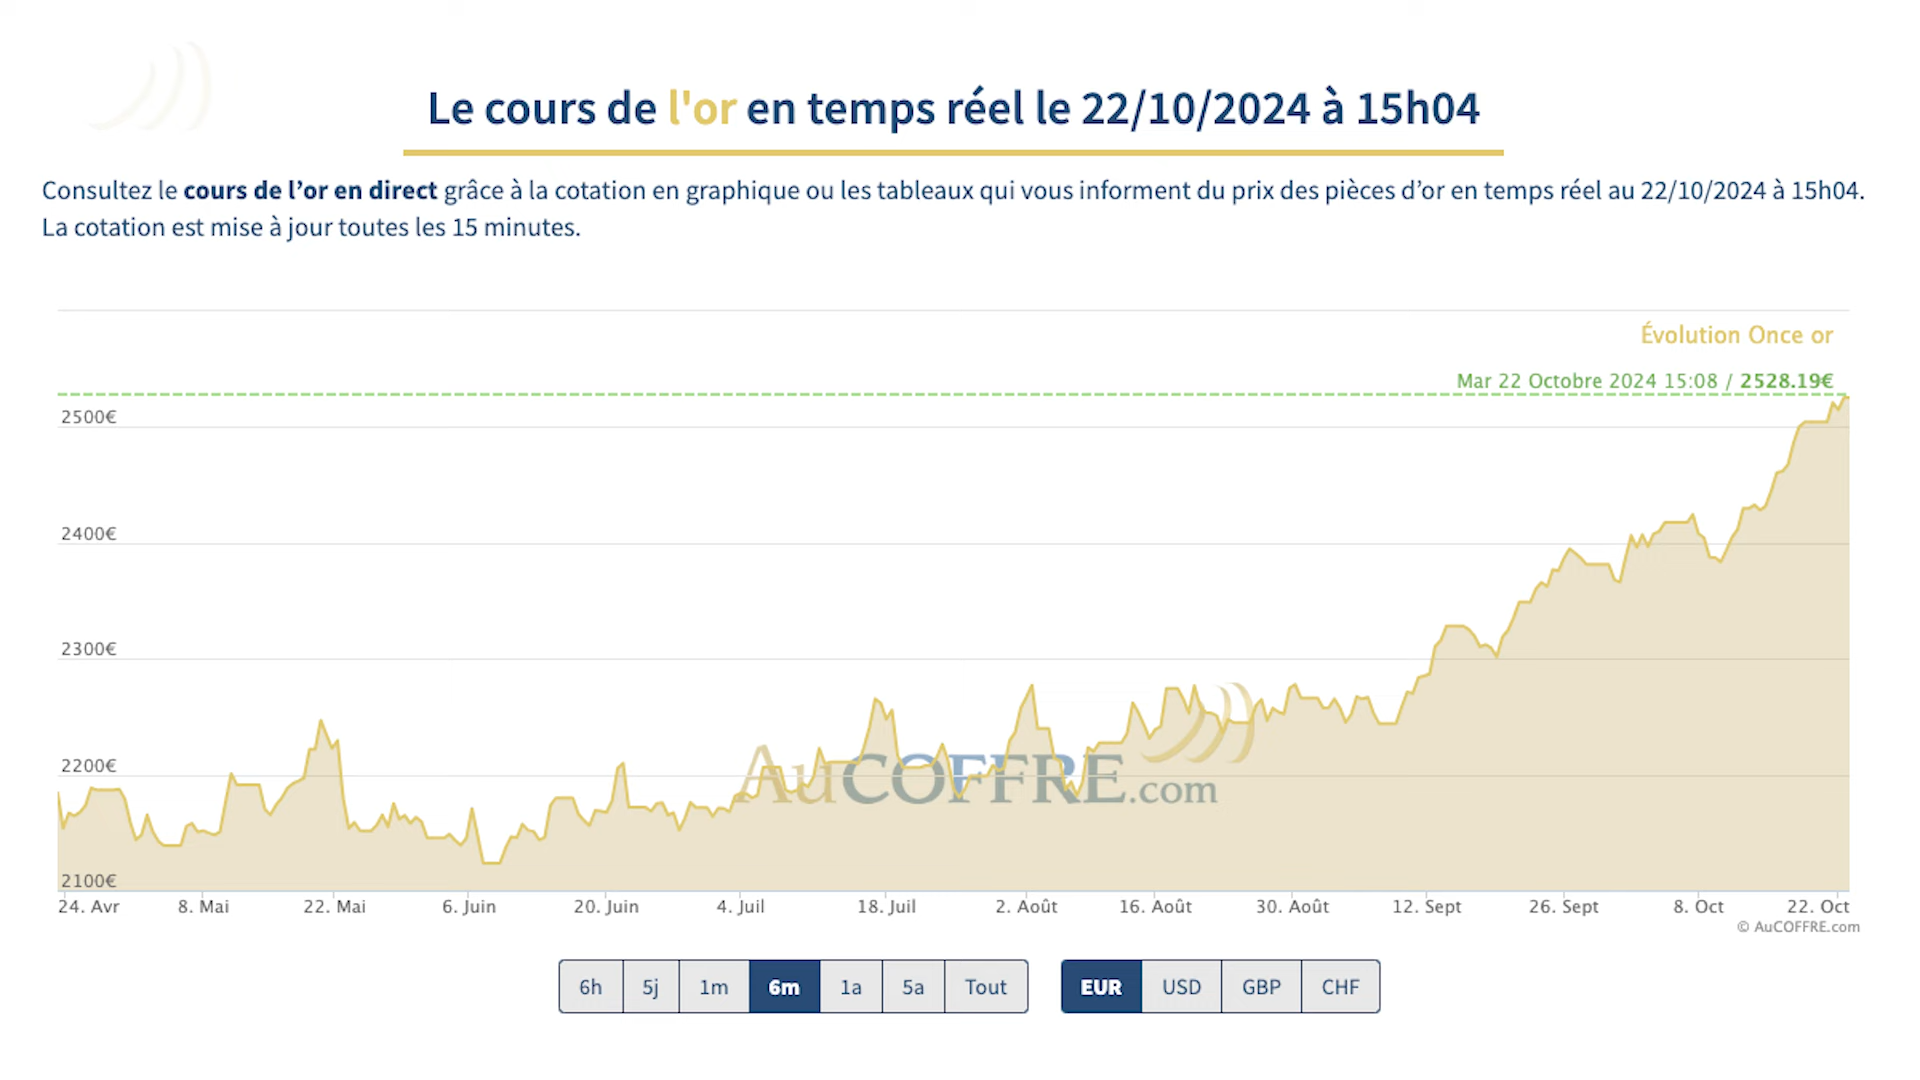 Le cours de l'or en temps réel le 22/10/2024 à 15h04
Consultez le cours de l’or en direct grâce à la cotation en graphique ou les tableaux qui vous informent du prix des pièces d’or en temps réel au 22/10/2024 à 15h04.
La cotation est mise à jour toutes les 15 minutes.
Évolution Once or
Mar 22 Octobre 2024 15:08 / 2528.19€
2500€
2400€
2300€
2200€
2100€
AuCOFFRE.com
24. Avr 8. Mai 22. Mai 6. Juin 20. Juin 4. Juil 18. Juil 2. Août 16. Août 30. Août 12. Sept 26. Sept 8. Oct 22. Oct
© AuCOFFRE.com
6h 5j 1m 6m 1a 5a Tout EUR USD GBP CHF